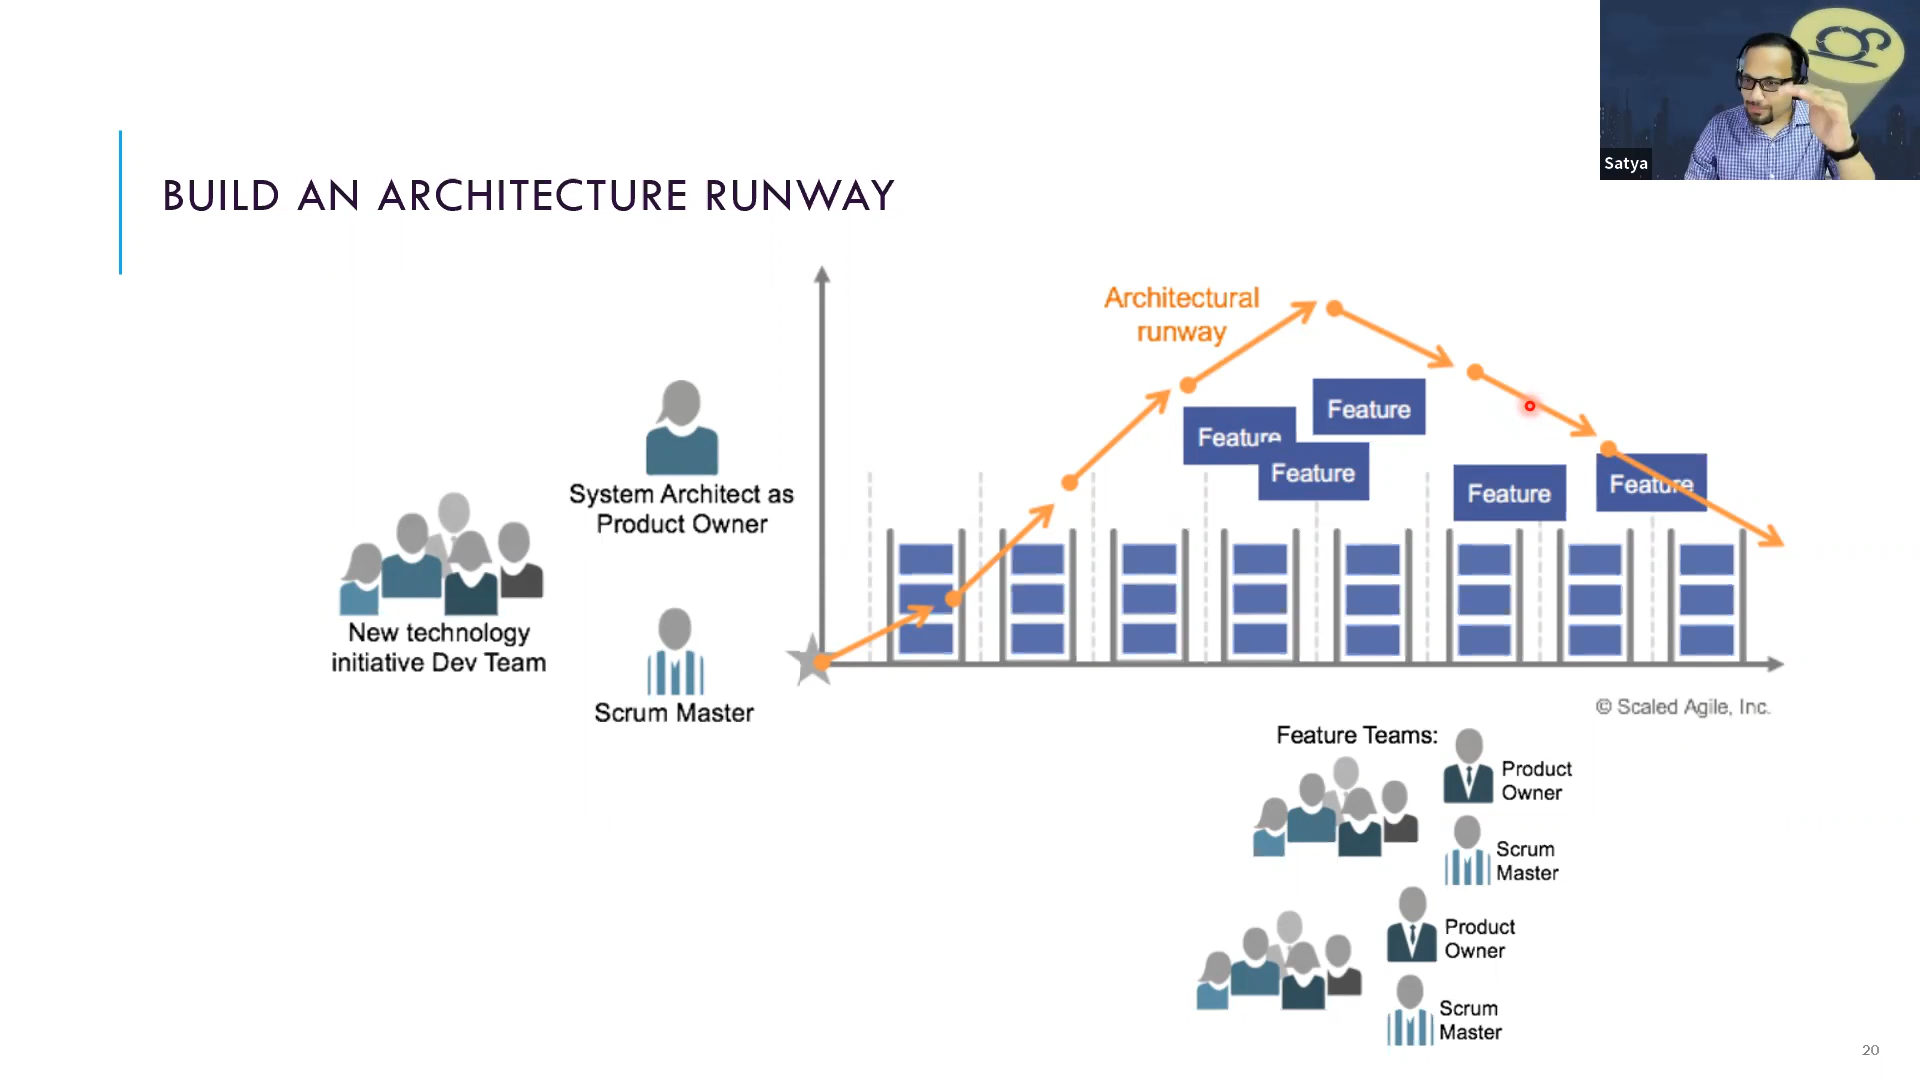 Satya
BUILD AN ARCHITECTURE RUNWAY
Architectural
runway
Feature
Feature
Feature
Feature
Feature
System Architect as
Product Owner
New technology
initiative Dev Team
Scrum Master
© Scaled Agile, Inc.
Feature Teams:
Product
Owner
Scrum
Master
Product
Owner
Scrum
Master
20